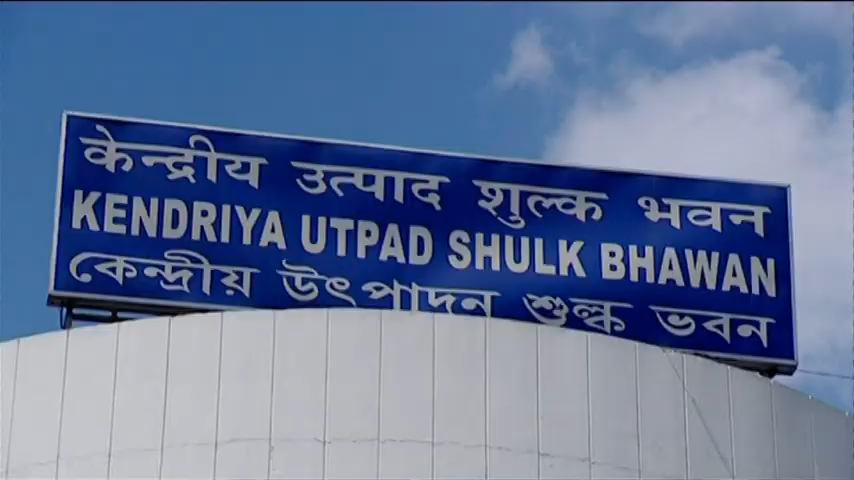 केन्द्रीय उत्पाद शुल्क भवन
KENDRIYA UTPAD SHULK BHAWAN
কেন্দ্ৰীয় উৎপাদন শুল্ক ভবন